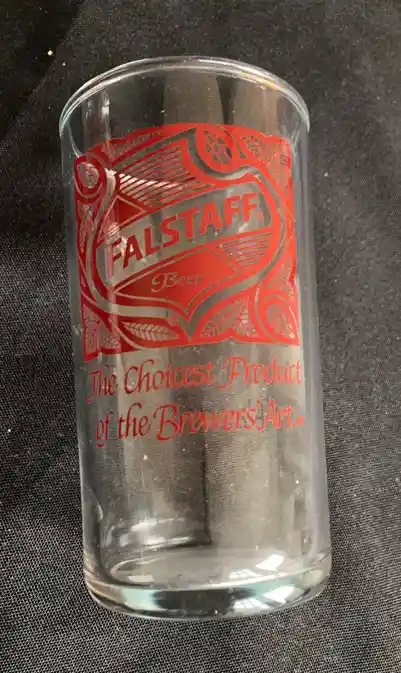 FALSTAFF
Beer
The Choicest Product
of the Brewers' Art.